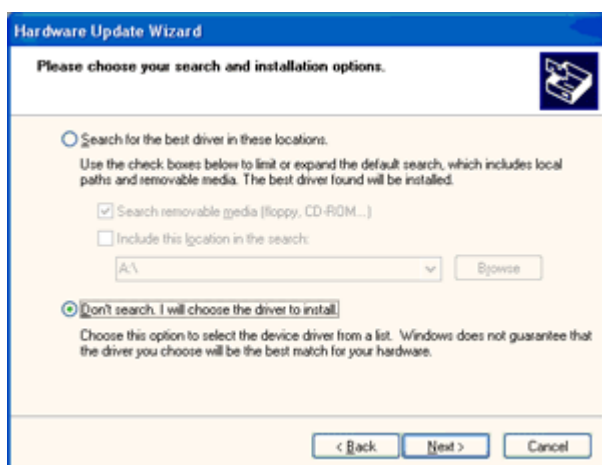 Hardware Update Wizard
Please choose your search and installation options.
Search for the best driver in these locations.
Use the check boxes below to limit or expand the default search, which includes local
paths and removable media. The best driver found will be installed.
Search removable media (floppy, CD-ROM...)
Include this location in the search:
A:\
Browse
Don't search. I will choose the driver to install.
Choose this option to select the device driver from a list. Windows does not guarantee that
the driver you choose will be the best match for your hardware.
< Back Next > Cancel